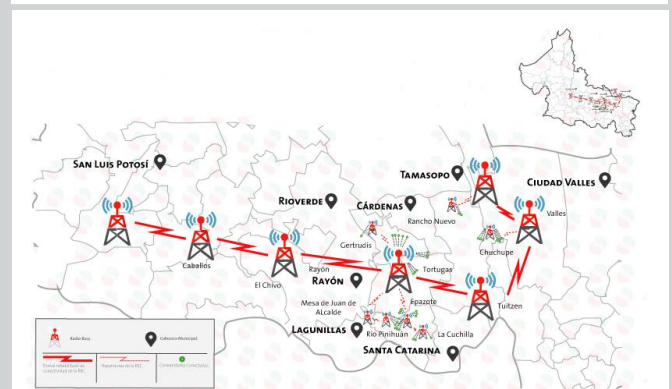 SAN LUIS POTOSÍ
TAMASOPO
CIUDAD VALLES
RIOVERDE
CÁRDENAS
Rancho Nuevo
Valles
Gertrudis
Chuchupe
Caballos
Rayón
Tortugas
El Chivo
RAYÓN
Mesa de Juan de
ALcalde
Epazote
Tuitzen
LAGUNILLAS
Rio Pinihuan
La Cuchilla
SANTA CATARINA
Radio Base
Cabecera Municipal